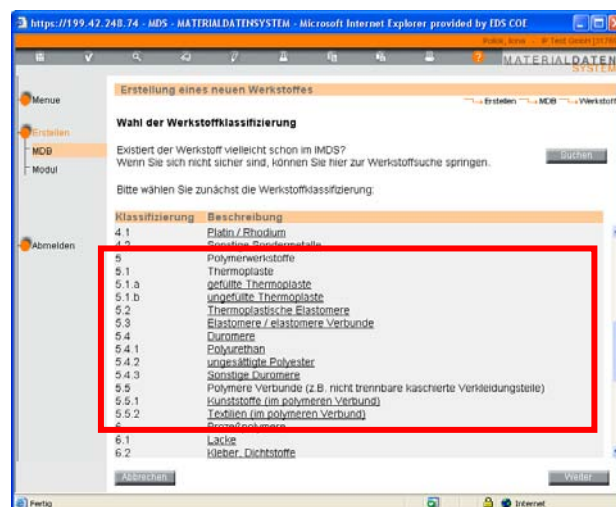 https://199.42.248.74 - MDS - MATERIALDATENSYSTEM - Microsoft Internet Explorer provided by EDS COE
MATERIALDATEN
SYSTEM
Erstellung eines neuen Werkstoffes
Erstellen MDB Werkstoff
Menue
Erstellen
MDB
Modul
Abmelden
Wahl der Werkstoffklassifizierung
Existiert der Werkstoff vielleicht schon im IMDS?
Wenn Sie sich nicht sicher sind, können Sie hier zur Werkstoffsuche springen.
Suchen
Bitte wählen Sie zunächst die Werkstoffklassifizierung:
Klassifizierung Beschreibung
4.1 Platin / Rhodium
4.2 Sonstige Sondermetalle
5 Polymerwerkstoffe
5.1 Thermoplaste
5.1.a gefüllte Thermoplaste
5.1.b ungefüllte Thermoplaste
5.2 Thermoplastische Elastomere
5.3 Elastomere / elastomere Verbunde
5.4 Duromere
5.4.1 Polyurethan
5.4.2 ungesättigte Polyester
5.4.3 Sonstige Duromere
5.5 Polymere Verbunde (z.B. nicht trennbare kaschierte Verkleidungsteile)
5.5.1 Kunststoffe (im polymeren Verbund)
5.5.2 Textilien (im polymeren Verbund)
6 Prozeßpolymere
6.1 Lacke
6.2 Kleber, Dichtstoffe
Abbrechen Weiter
Fertig Internet